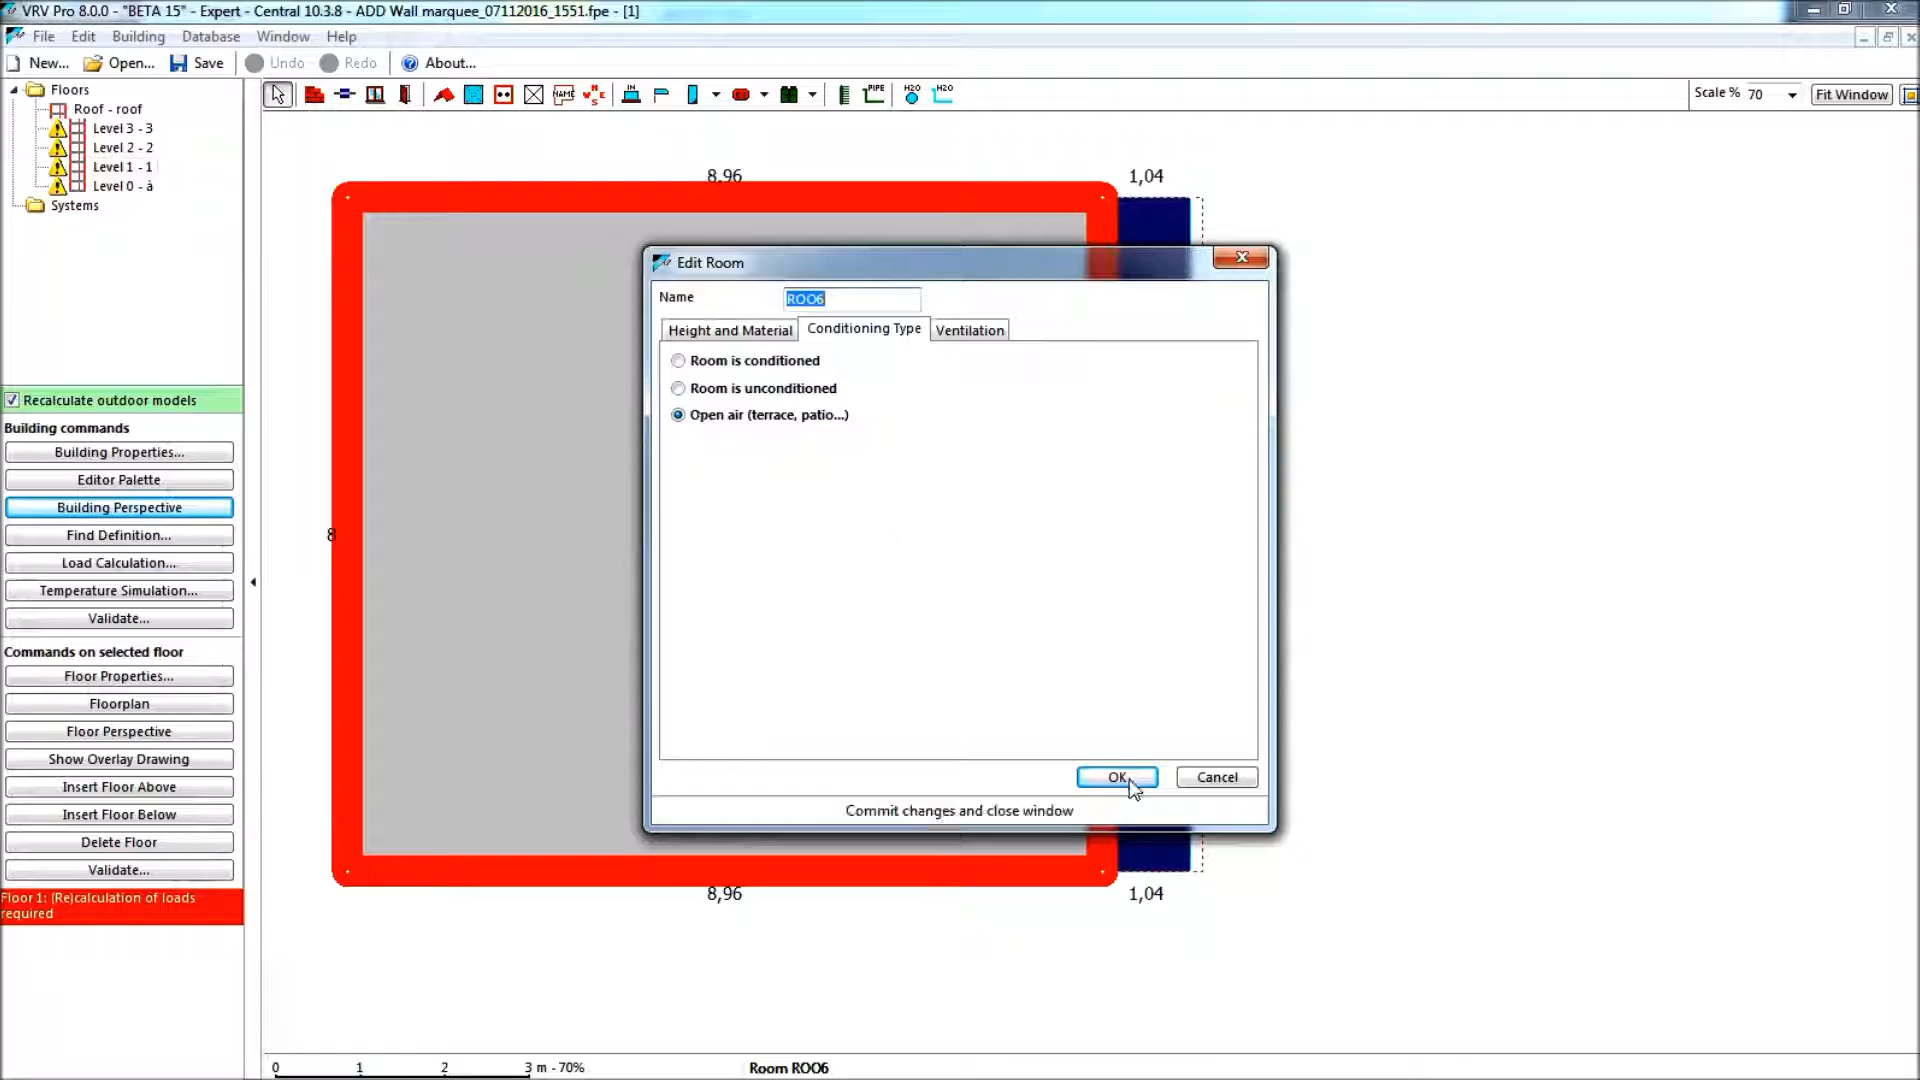 VRV Pro 8.0.0 - "BETA 15" - Expert - Central 10.3.8 - ADD Wall marquee_07112016_1551.fpe - [1]
File Edit Building Database Window Help
New... Open... Save Undo Redo About...
Floors
Roof - roof
Level 3 - 3
Level 2 - 2
Level 1 - 1
Level 0 - à
Systems
NAME
IN
PIPE
H2O
H2O
Scale % 70 Fit Window
8,96
1,04
8
Edit Room
Name ROO6
Height and Material Conditioning Type Ventilation
Room is conditioned
Room is unconditioned
Open air (terrace, patio...)
OK Cancel
Commit changes and close window
8,96
1,04
Recalculate outdoor models
Building commands
Building Properties...
Editor Palette
Building Perspective
Find Definition...
Load Calculation...
Temperature Simulation...
Validate...
Commands on selected floor
Floor Properties...
Floorplan
Floor Perspective
Show Overlay Drawing
Insert Floor Above
Insert Floor Below
Delete Floor
Validate...
Floor 1: (Re)calculation of loads
required
0 1 2 3 m - 70%
Room ROO6